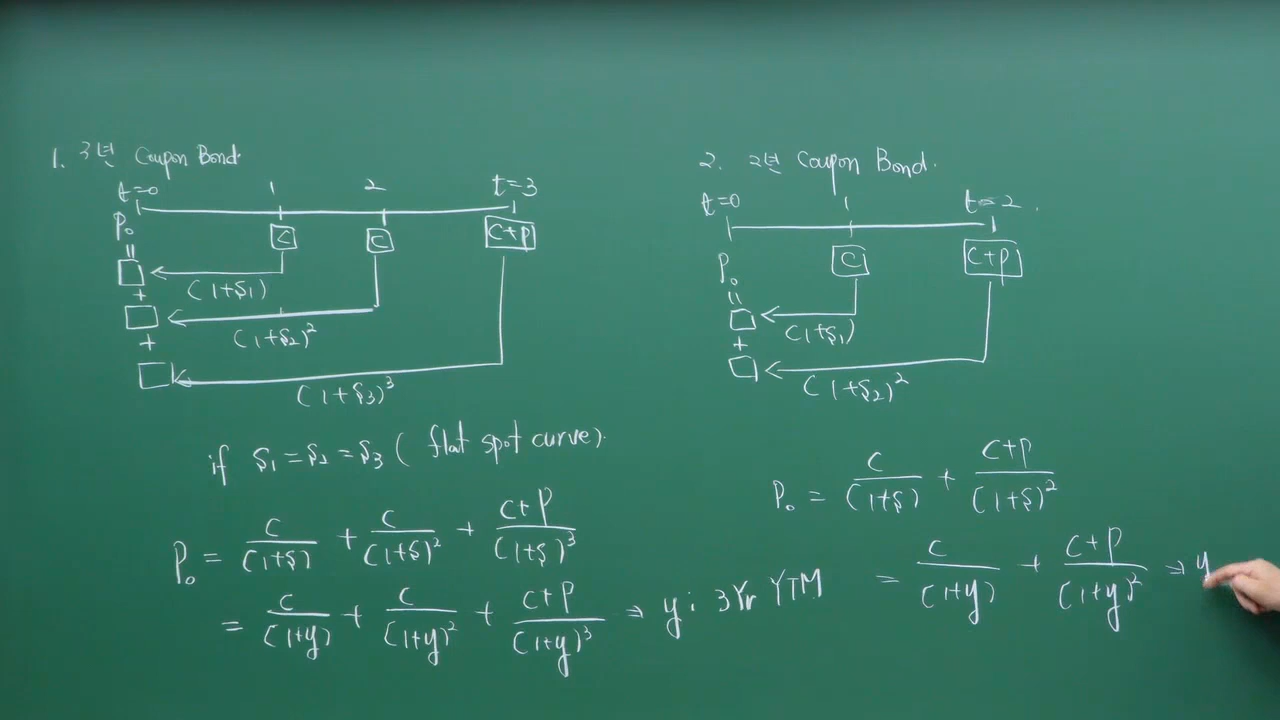 1. 3년 Coupon Bond.
t=0 1 2 t=3
P₀ C C C+P
=
(1+S₁)
+
(1+S₂)²
+
(1+S₃)³
if S₁=S₂=S₃ ( flat spot curve).
P₀ = C/(1+S) + C/(1+S)² + C+P/(1+S)³
= C/(1+y) + C/(1+y)² + C+P/(1+y)³ → y: 3Yr YTM
2. 2년 Coupon Bond.
t=0 1 t=2.
C C+P
P₀
=
(1+S₁)
+
(1+S₂)²
P₀ = C/(1+S) + C+P/(1+S)²
= C/(1+y) + C+P/(1+y)² → y